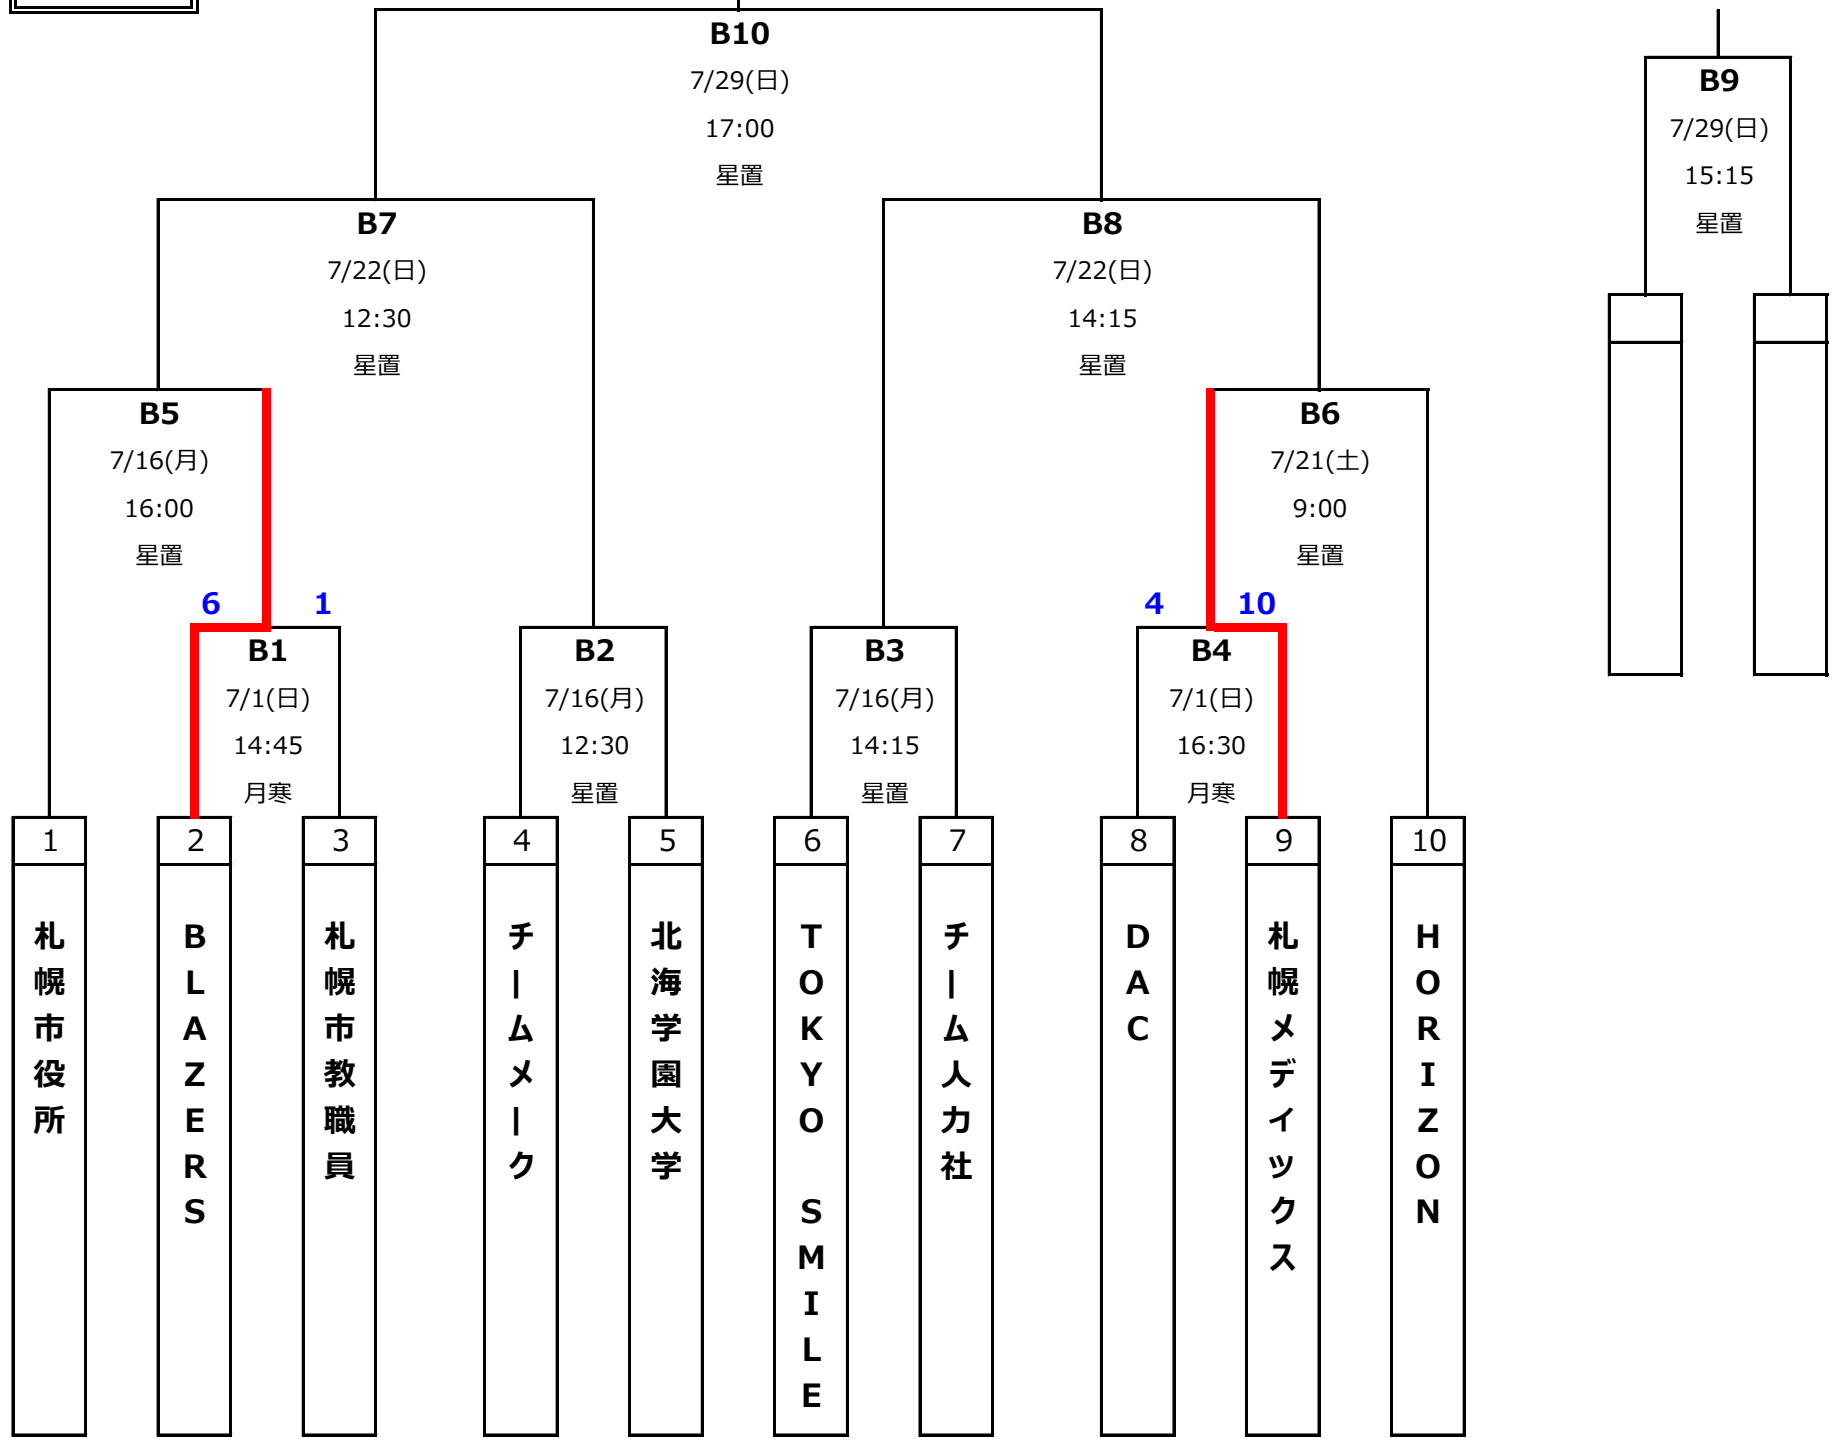 B10
7/29(日)
17:00
星置
B9
7/29(日)
15:15
星置
B7
7/22(日)
12:30
星置
B8
7/22(日)
14:15
星置
B5
7/16(月)
16:00
星置
B6
7/21(土)
9:00
星置
6 1
4 10
B1
7/1(日)
14:45
月寒
B2
7/16(月)
12:30
星置
B3
7/16(月)
14:15
星置
B4
7/1(日)
16:30
月寒
1
札幌市役所
2
BLAZERS
3
札幌市教職員
4
チームメーク
5
北海学園大学
6
TOKYO SMILE
7
チーム人力社
8
DAC
9
札幌メディックス
10
HORIZON